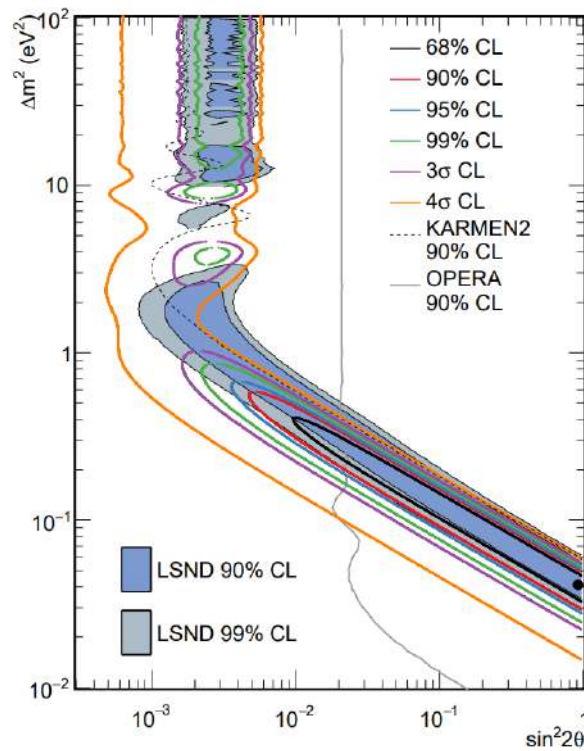 Δm² (eV²)
10²
10
1
10⁻¹
10⁻²
68% CL
90% CL
95% CL
99% CL
3σ CL
4σ CL
KARMEN2
90% CL
OPERA
90% CL
LSND 90% CL
LSND 99% CL
10⁻³
10⁻²
10⁻¹
1
sin²2θ